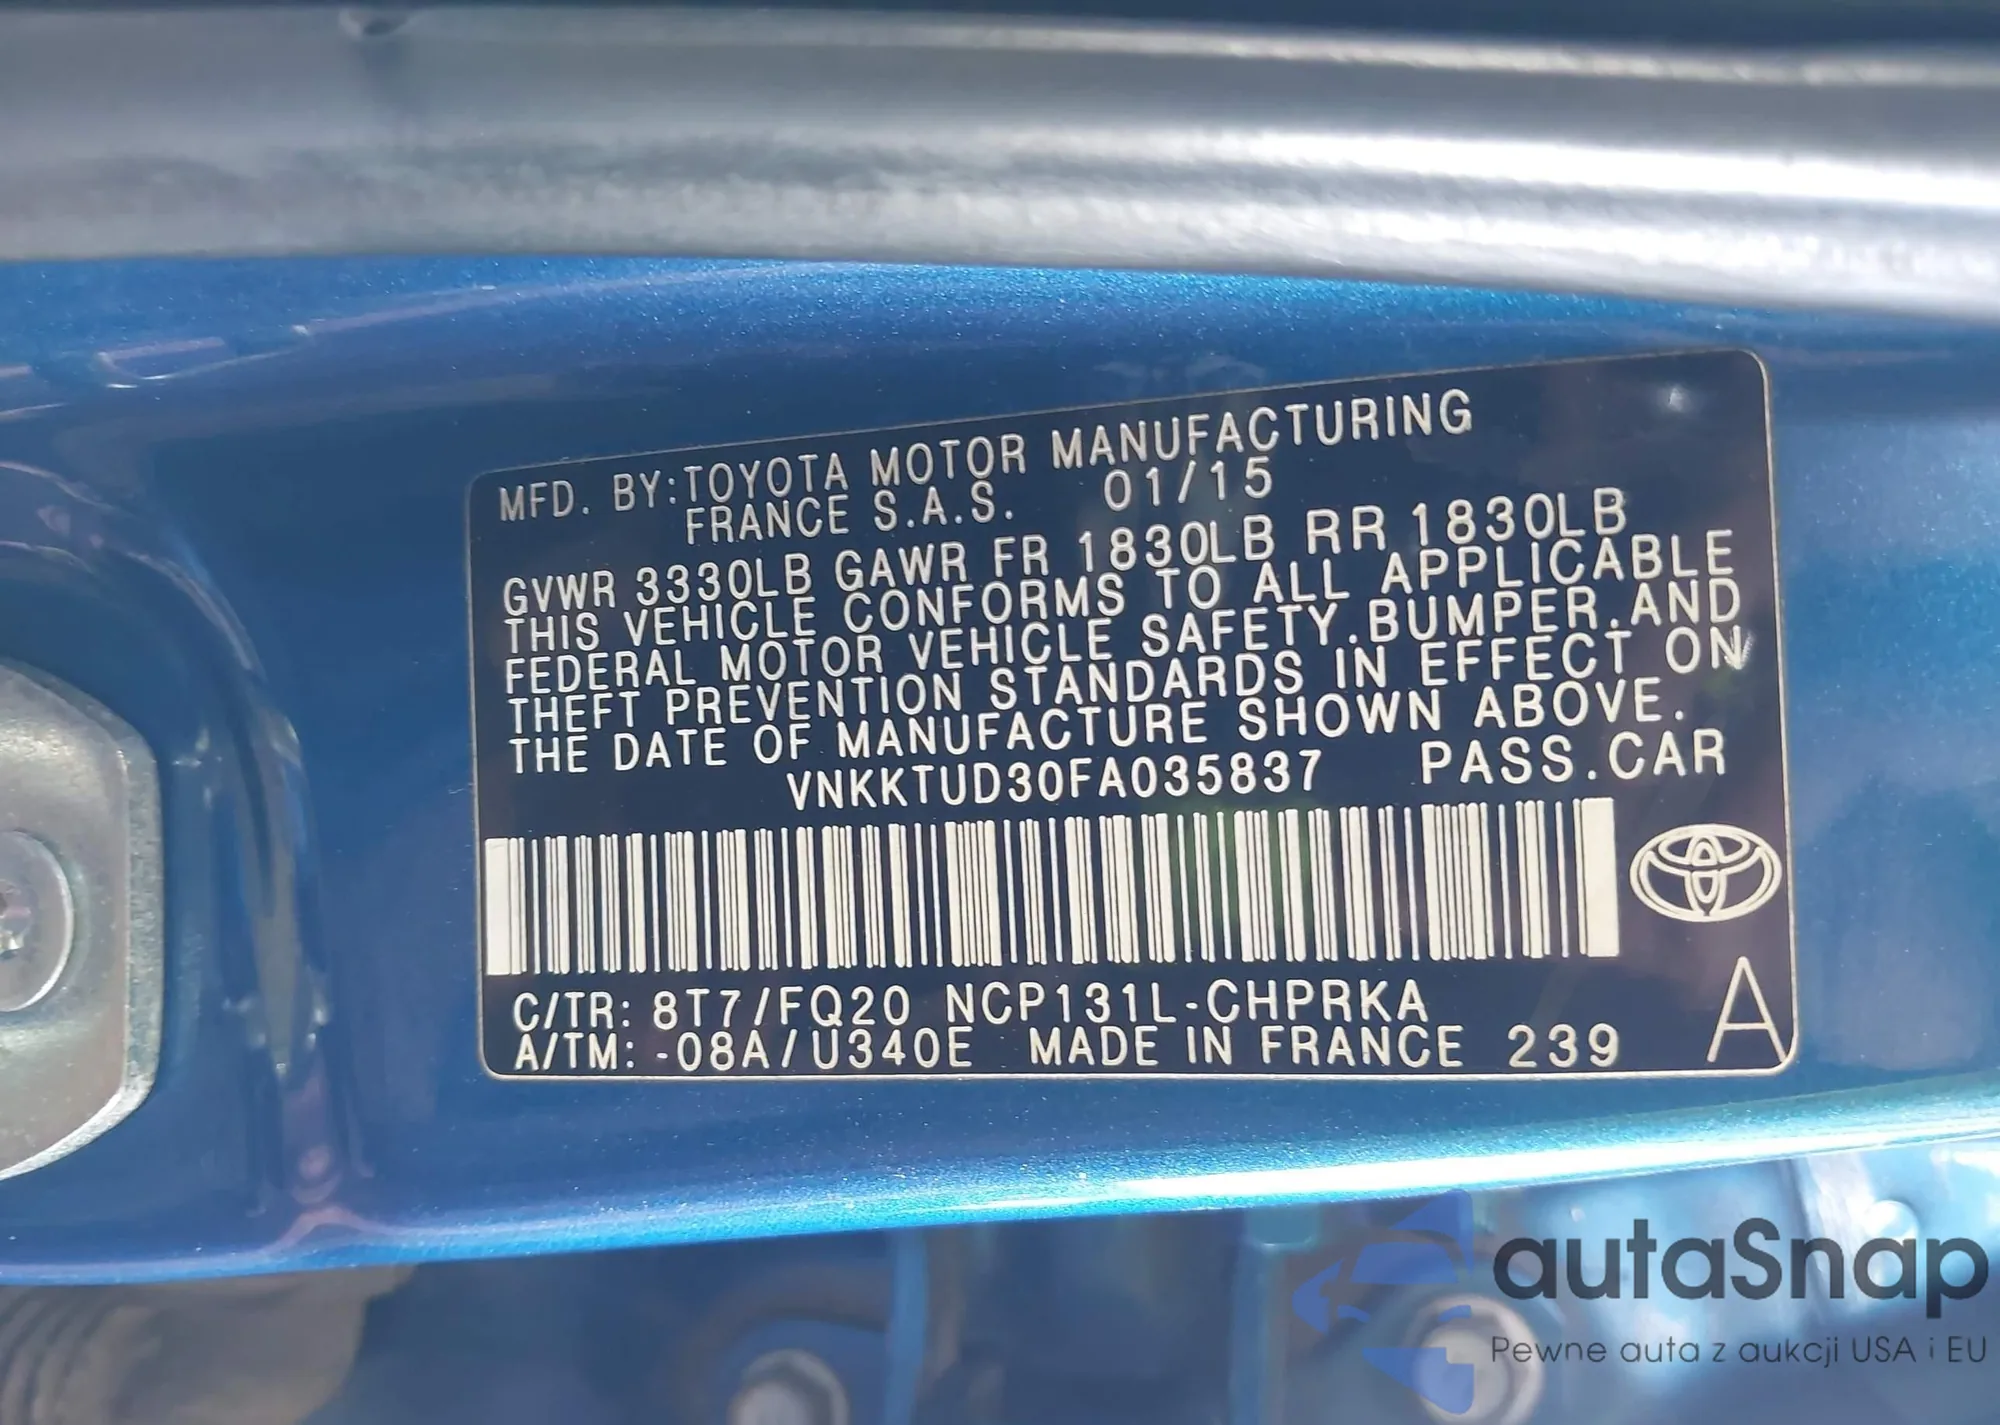 MFD. BY:TOYOTA MOTOR MANUFACTURING
FRANCE S.A.S. 01/15
GVWR 3330LB GAWR FR 1830LB RR 1830LB
THIS VEHICLE CONFORMS TO ALL APPLICABLE
FEDERAL MOTOR VEHICLE SAFETY.BUMPER.AND
THEFT PREVENTION STANDARDS IN EFFECT ON
THE DATE OF MANUFACTURE SHOWN ABOVE.
VNKKTUD30FA035837 PASS.CAR
C/TR: 8T7/FQ20 NCP131L-CHPRKA
A/TM: -08A/U340E MADE IN FRANCE 239
A
autaSnap
Pewne auta z aukcji USA i EU